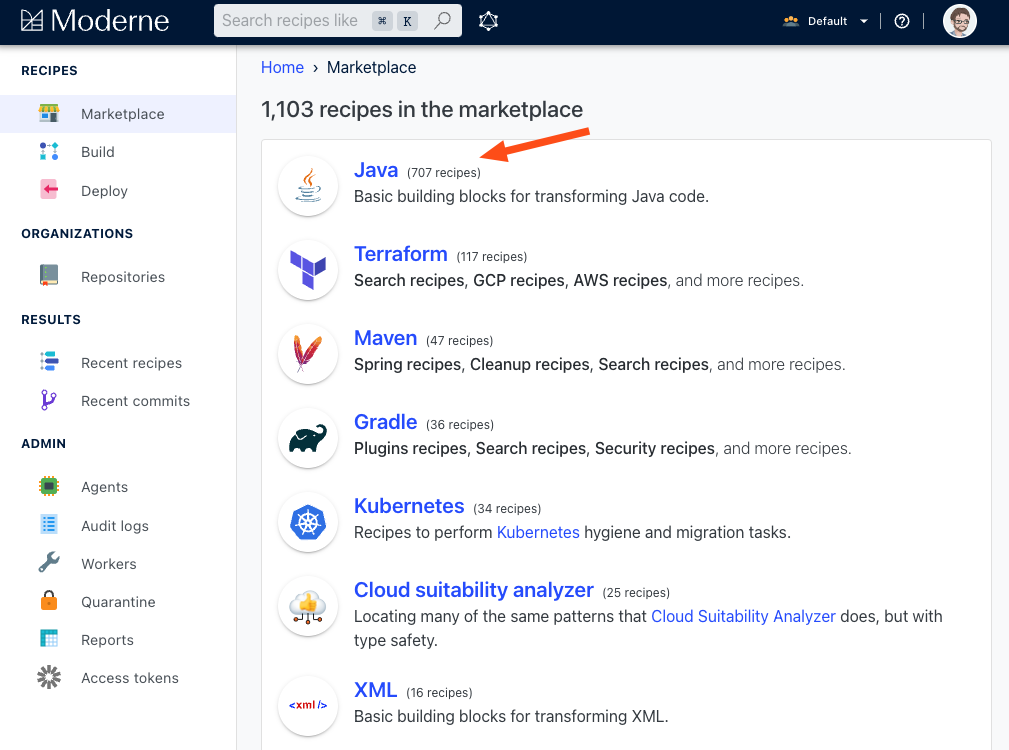 Moderne
Search recipes like
⌘ K
Default
RECIPES
Marketplace
Build
Deploy
ORGANIZATIONS
Repositories
RESULTS
Recent recipes
Recent commits
ADMIN
Agents
Audit logs
Workers
Quarantine
Reports
Access tokens
Home › Marketplace
1,103 recipes in the marketplace
Java (707 recipes)
Basic building blocks for transforming Java code.
Terraform (117 recipes)
Search recipes, GCP recipes, AWS recipes, and more recipes.
Maven (47 recipes)
Spring recipes, Cleanup recipes, Search recipes, and more recipes.
Gradle (36 recipes)
Plugins recipes, Search recipes, Security recipes, and more recipes.
Kubernetes (34 recipes)
Recipes to perform Kubernetes hygiene and migration tasks.
Cloud suitability analyzer (25 recipes)
Locating many of the same patterns that Cloud Suitability Analyzer does, but with
type safety.
<xml/>
XML (16 recipes)
Basic building blocks for transforming XML.